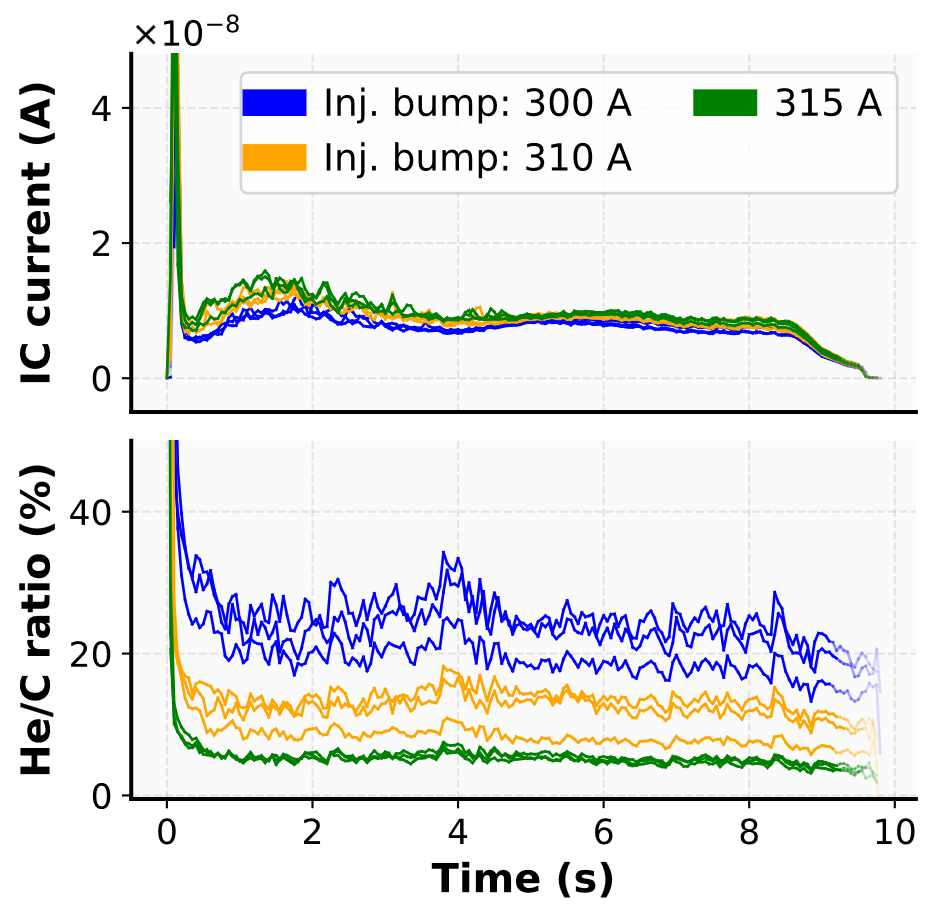 ×10⁻⁸
IC current (A)
4
2
0
Inj. bump: 300 A
Inj. bump: 310 A
315 A
He/C ratio (%)
40
20
0
0 2 4 6 8 10
Time (s)